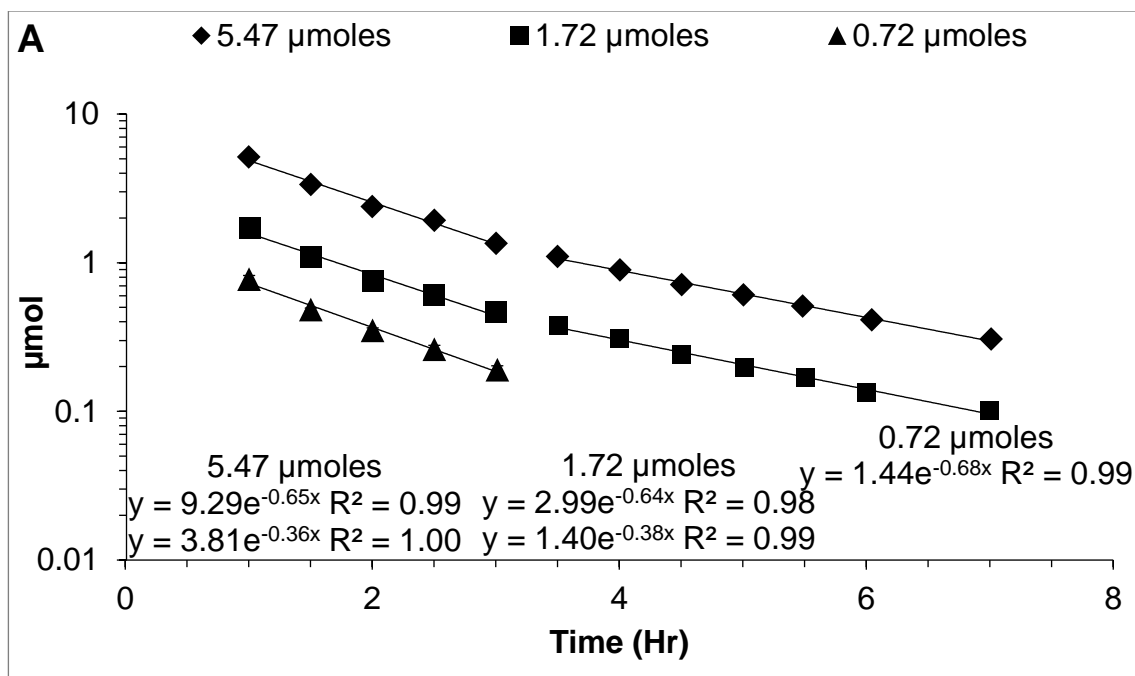 A
5.47 µmoles 1.72 µmoles 0.72 µmoles
10
1
0.1
0.01
µmol
0.72 µmoles
y = 1.44e^-0.68x R² = 0.99
5.47 µmoles
y = 9.29e^-0.65x R² = 0.99
y = 3.81e^-0.36x R² = 1.00
1.72 µmoles
y = 2.99e^-0.64x R² = 0.98
y = 1.40e^-0.38x R² = 0.99
0 2 4 6 8
Time (Hr)